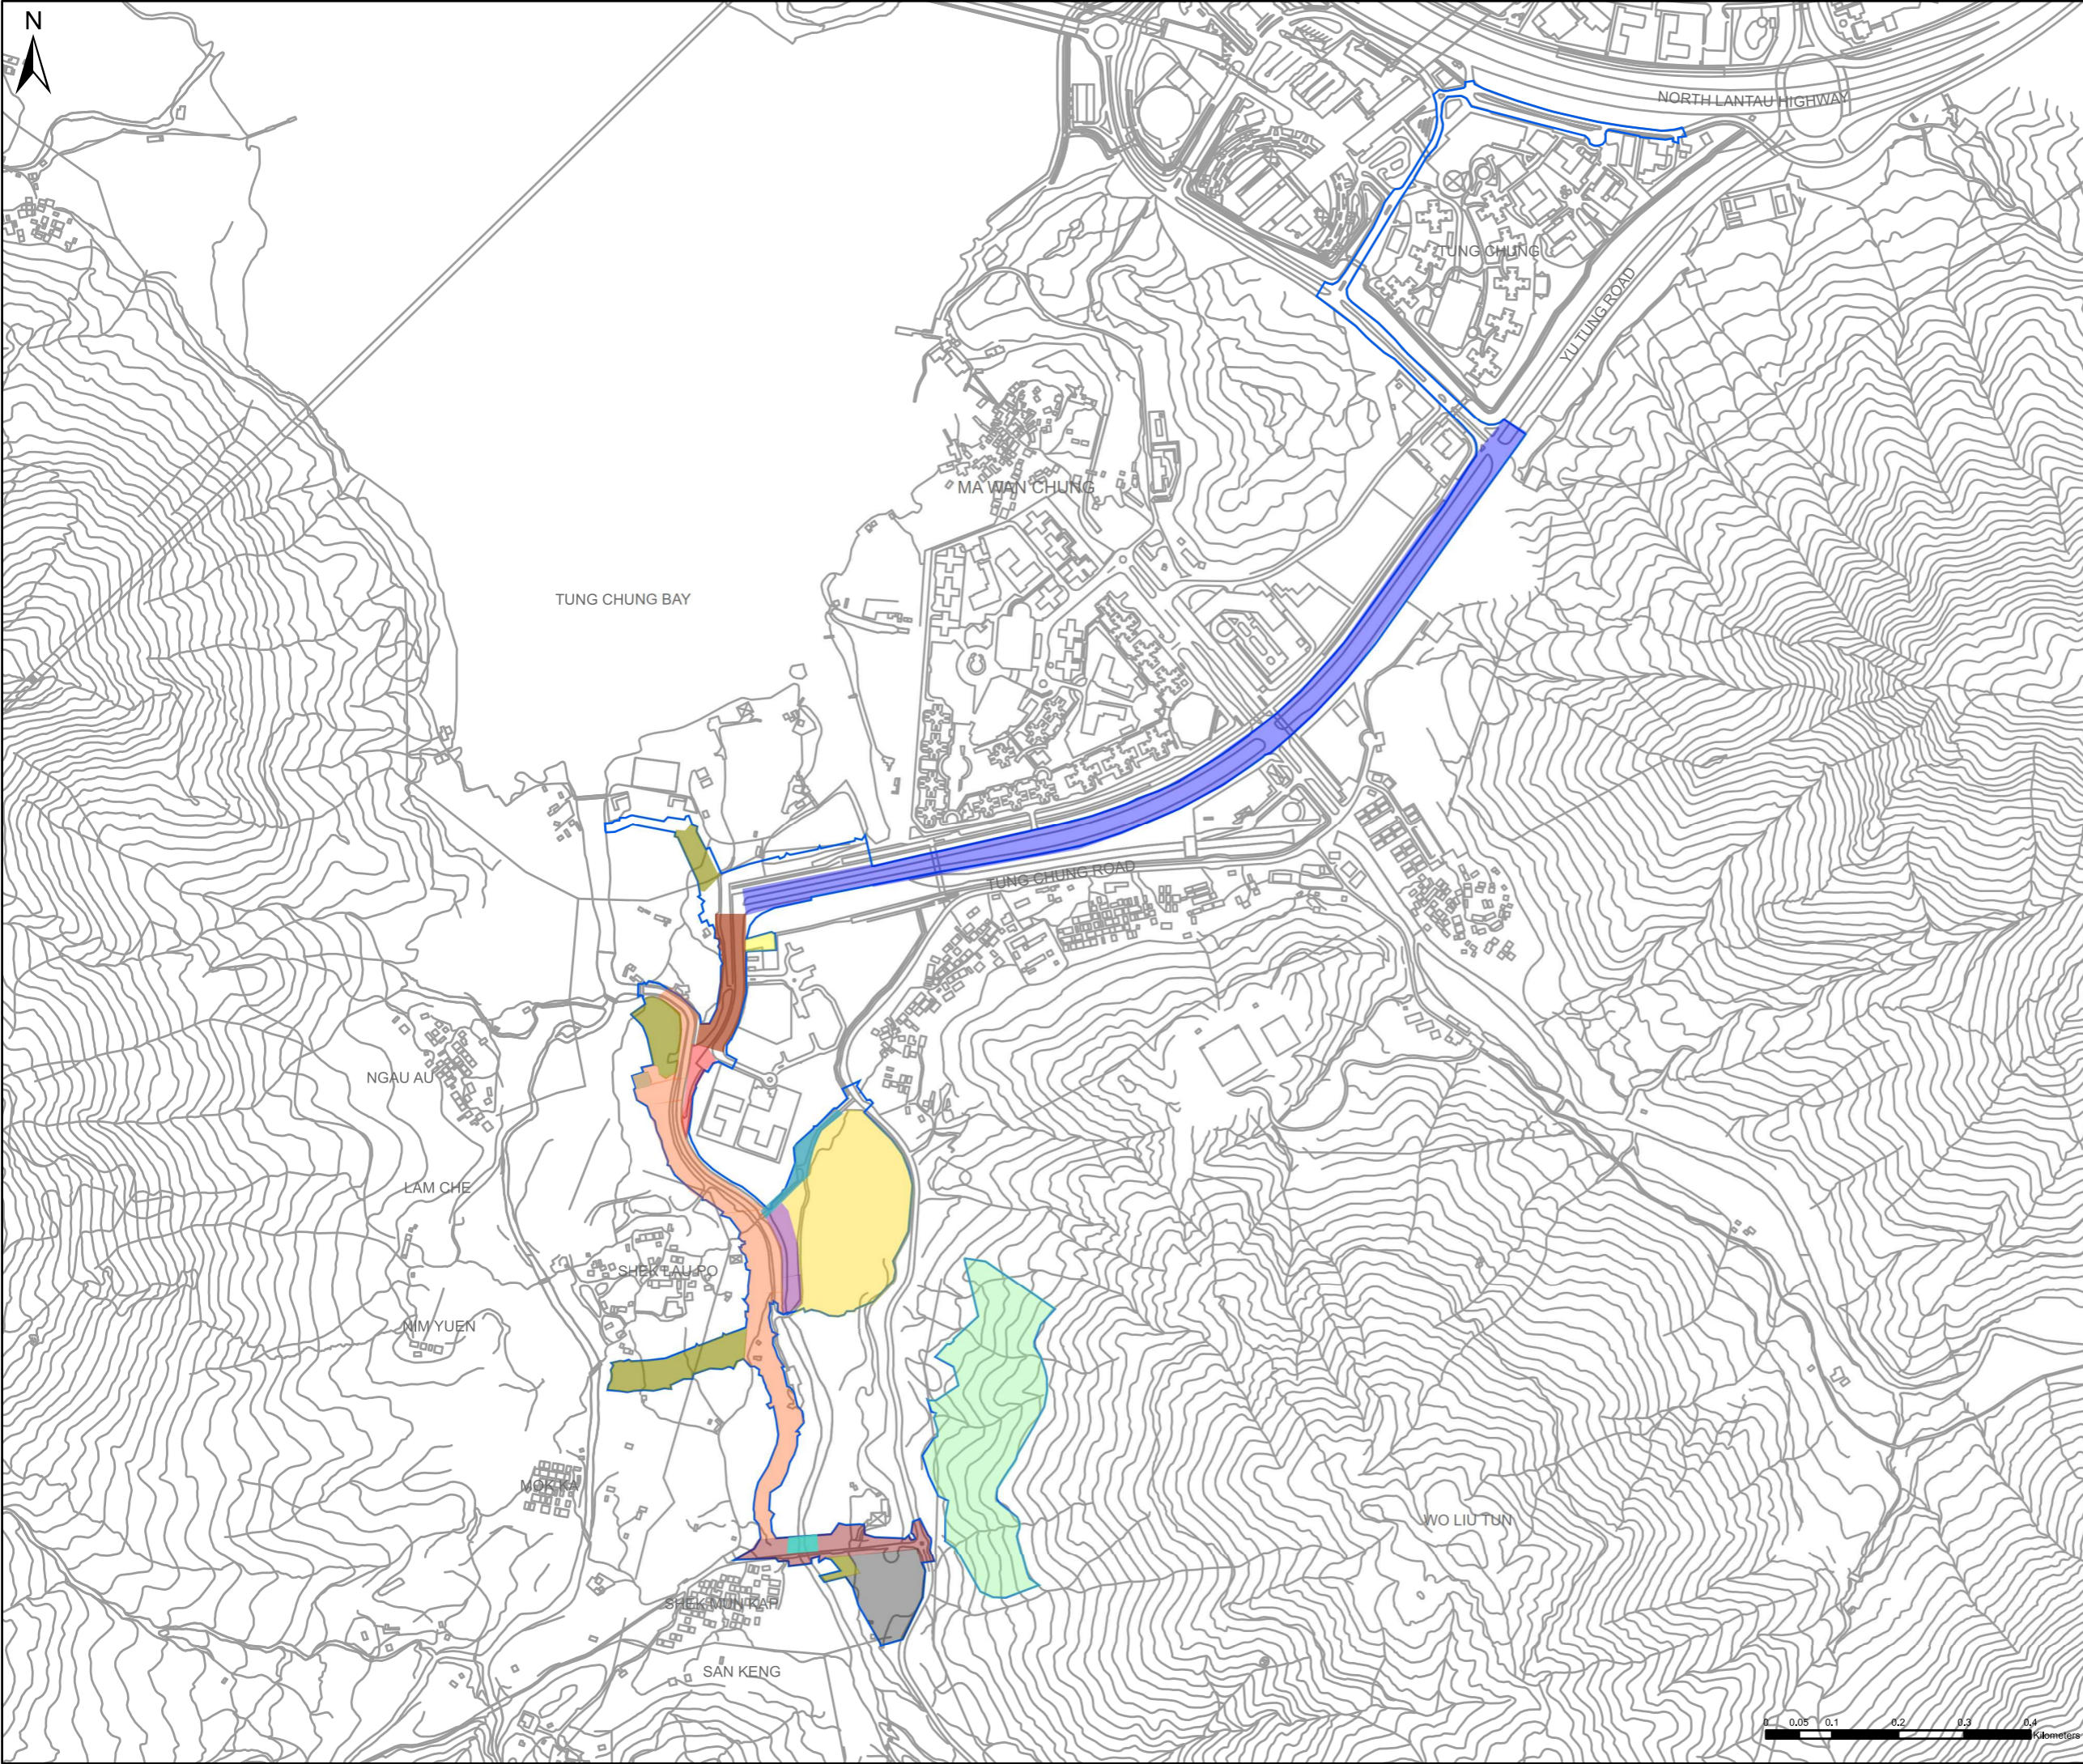 N
NORTH LANTAU HIGHWAY
TUNG CHUNG
YU TUNG ROAD
MA WAN CHUNG
TUNG CHUNG BAY
TUNG CHUNG ROAD
NGAU AU
LAM CHE
SHEK LAU PO
NIM YUEN
MOK KA
WO LIU TUN
SHEK MUN KAP
SAN KENG
0 0.05 0.1 0.2 0.3 0.4
Kilometers